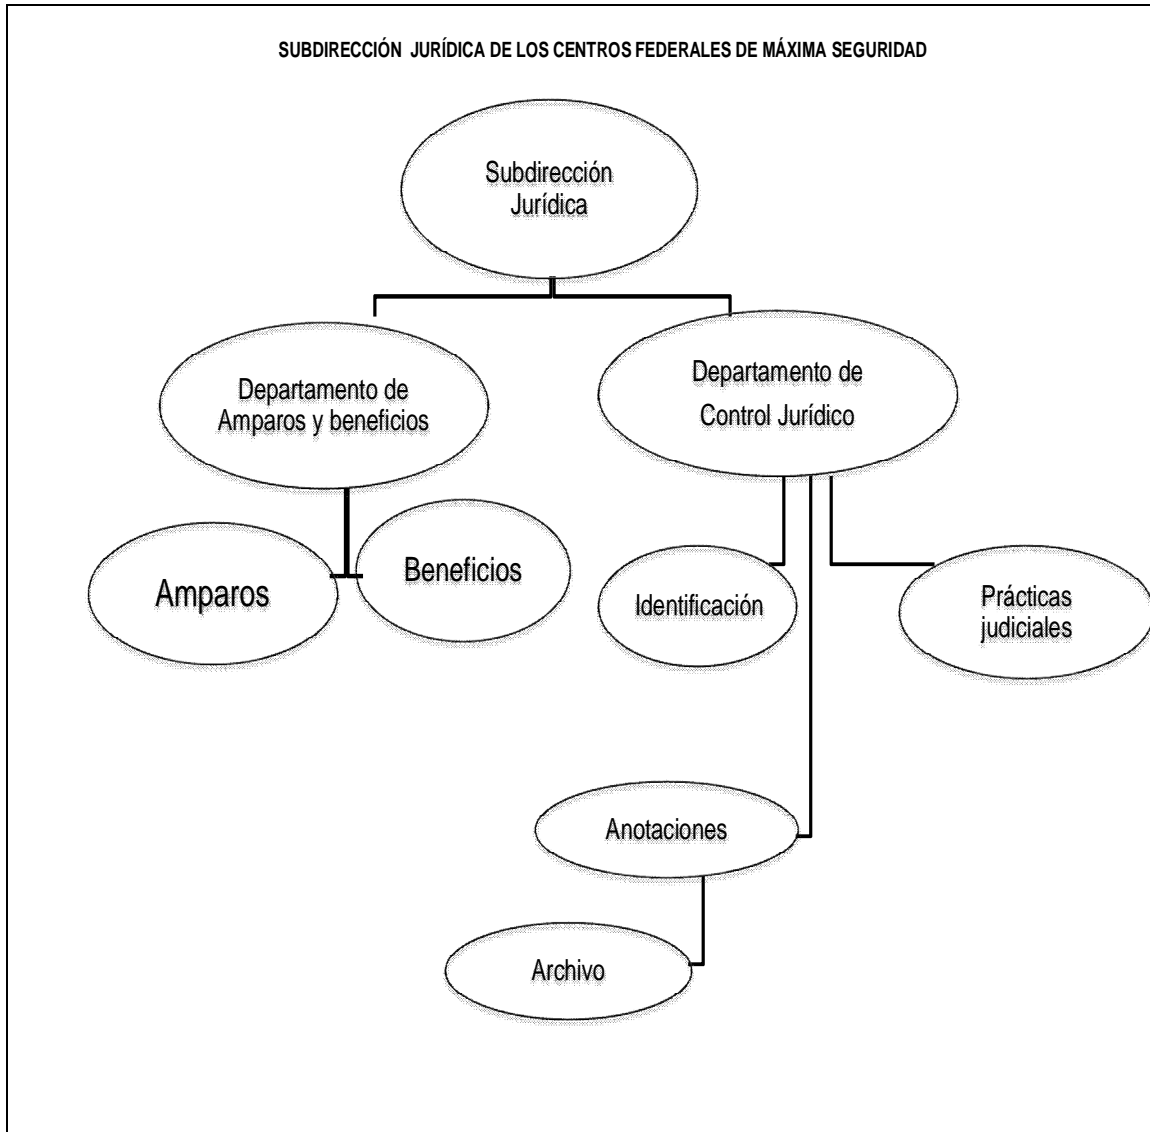 SUBDIRECCIÓN JURÍDICA DE LOS CENTROS FEDERALES DE MÁXIMA SEGURIDAD
Subdirección
Jurídica
Departamento de
Amparos y beneficios
Departamento de
Control Jurídico
Amparos
Beneficios
Identificación
Prácticas
judiciales
Anotaciones
Archivo